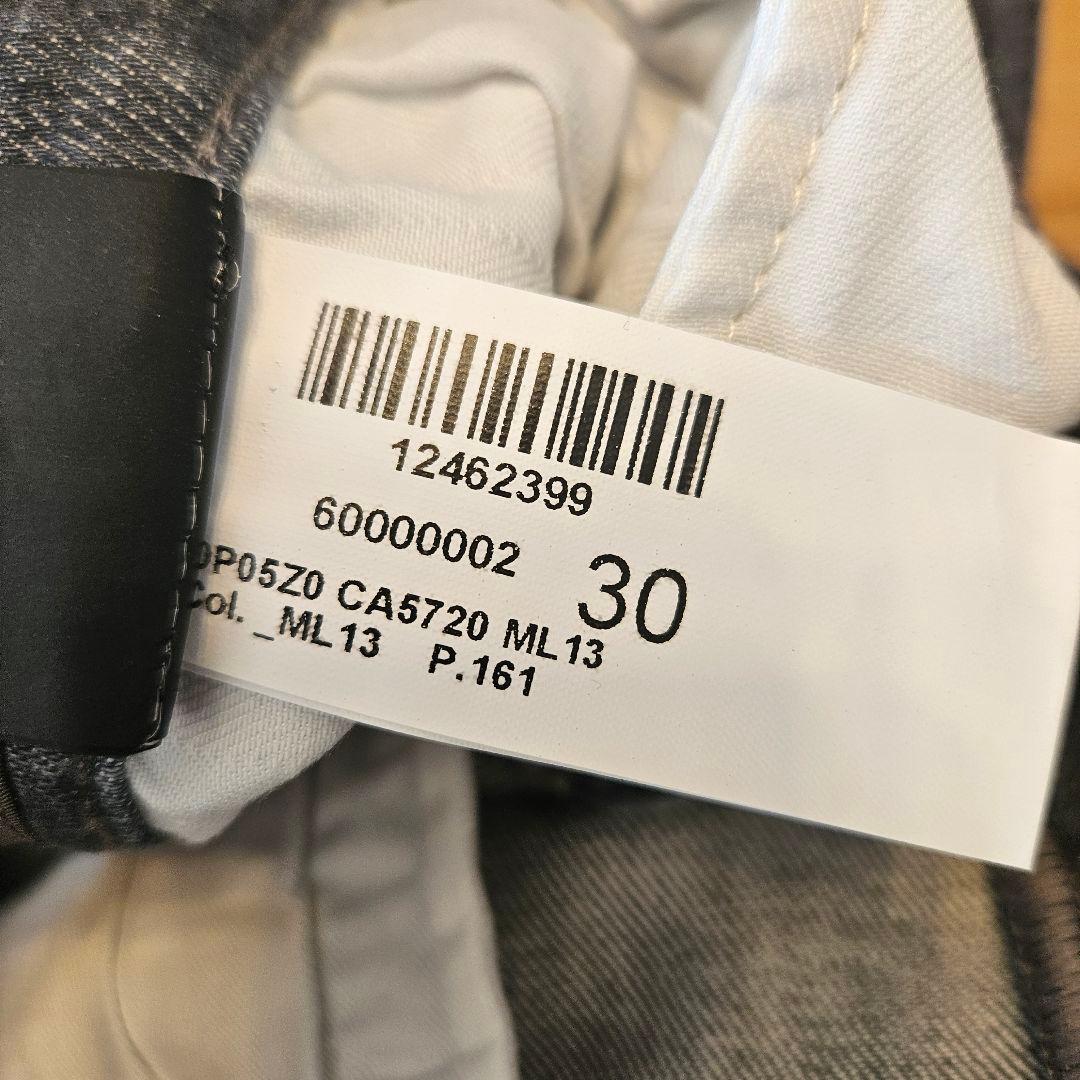 12462399
60000002
30
0P05Z0 CA5720 ML13
Col. _ML13 P.161